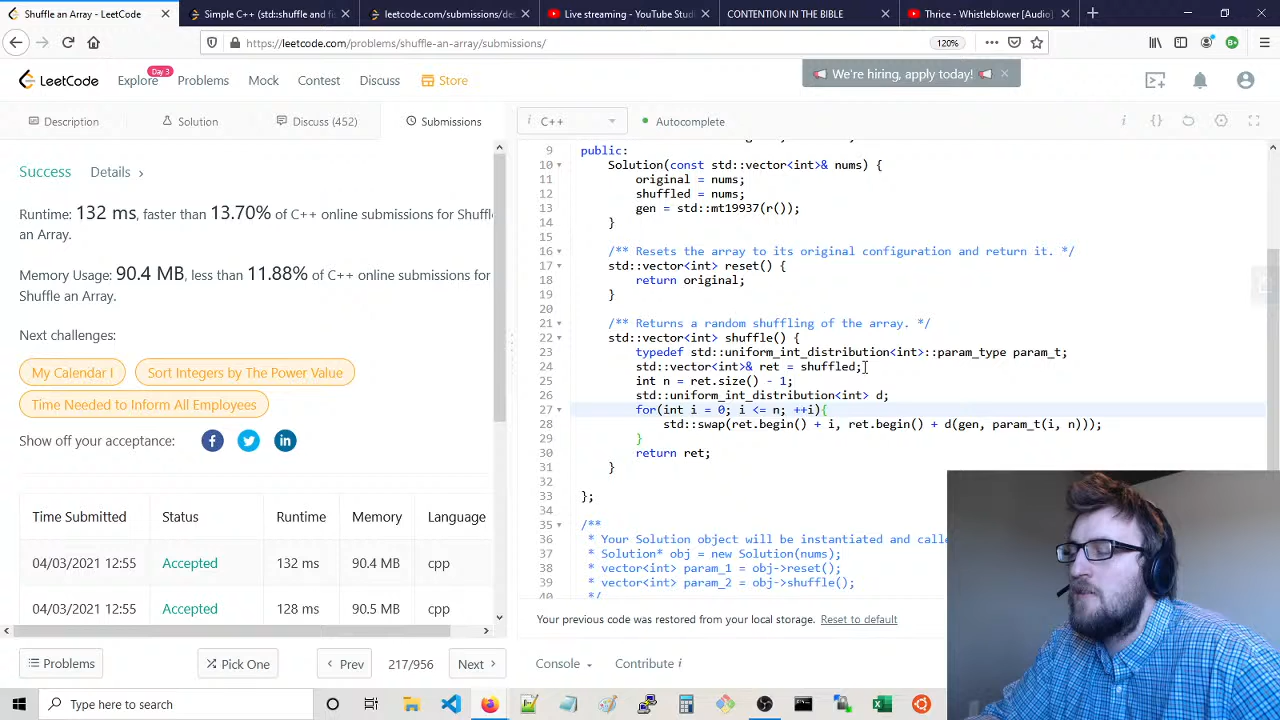 Shuffle an Array - LeetCode
Simple C++ (std::shuffle and fi
leetcode.com/submissions/de
Live streaming - YouTube Studi
CONTENTION IN THE BIBLE
Thrice - Whistleblower [Audio]
https://leetcode.com/problems/shuffle-an-array/submissions/
120%
LeetCode
Explore
Day 3
Problems
Mock
Contest
Discuss
Store
We're hiring, apply today!
Description
Solution
Discuss (452)
Submissions
i C++
Autocomplete
Success
Details
Runtime: 132 ms, faster than 13.70% of C++ online submissions for Shuffle
an Array.
Memory Usage: 90.4 MB, less than 11.88% of C++ online submissions for
Shuffle an Array.
Next challenges:
My Calendar I
Sort Integers by The Power Value
Time Needed to Inform All Employees
Show off your acceptance:
Time Submitted Status Runtime Memory Language
04/03/2021 12:55 Accepted 132 ms 90.4 MB cpp
04/03/2021 12:55 Accepted 128 ms 90.5 MB cpp
9 public:
10 Solution(const std::vector<int>& nums) {
11 original = nums;
12 shuffled = nums;
13 gen = std::mt19937(r());
14 }
15
16 /** Resets the array to its original configuration and return it. */
17 std::vector<int> reset() {
18 return original;
19 }
20
21 /** Returns a random shuffling of the array. */
22 std::vector<int> shuffle() {
23 typedef std::uniform_int_distribution<int>::param_type param_t;
24 std::vector<int>& ret = shuffled;
25 int n = ret.size() - 1;
26 std::uniform_int_distribution<int> d;
27 for(int i = 0; i <= n; ++i){
28 std::swap(ret.begin() + i, ret.begin() + d(gen, param_t(i, n)));
29 }
30 return ret;
31 }
32
33 };
34
35 /**
36 * Your Solution object will be instantiated and calle
37 * Solution* obj = new Solution(nums);
38 * vector<int> param_1 = obj->reset();
39 * vector<int> param_2 = obj->shuffle();
40 */
Your previous code was restored from your local storage. Reset to default
Problems
Pick One
Prev
217/956
Next
Console
Contribute i
Type here to search